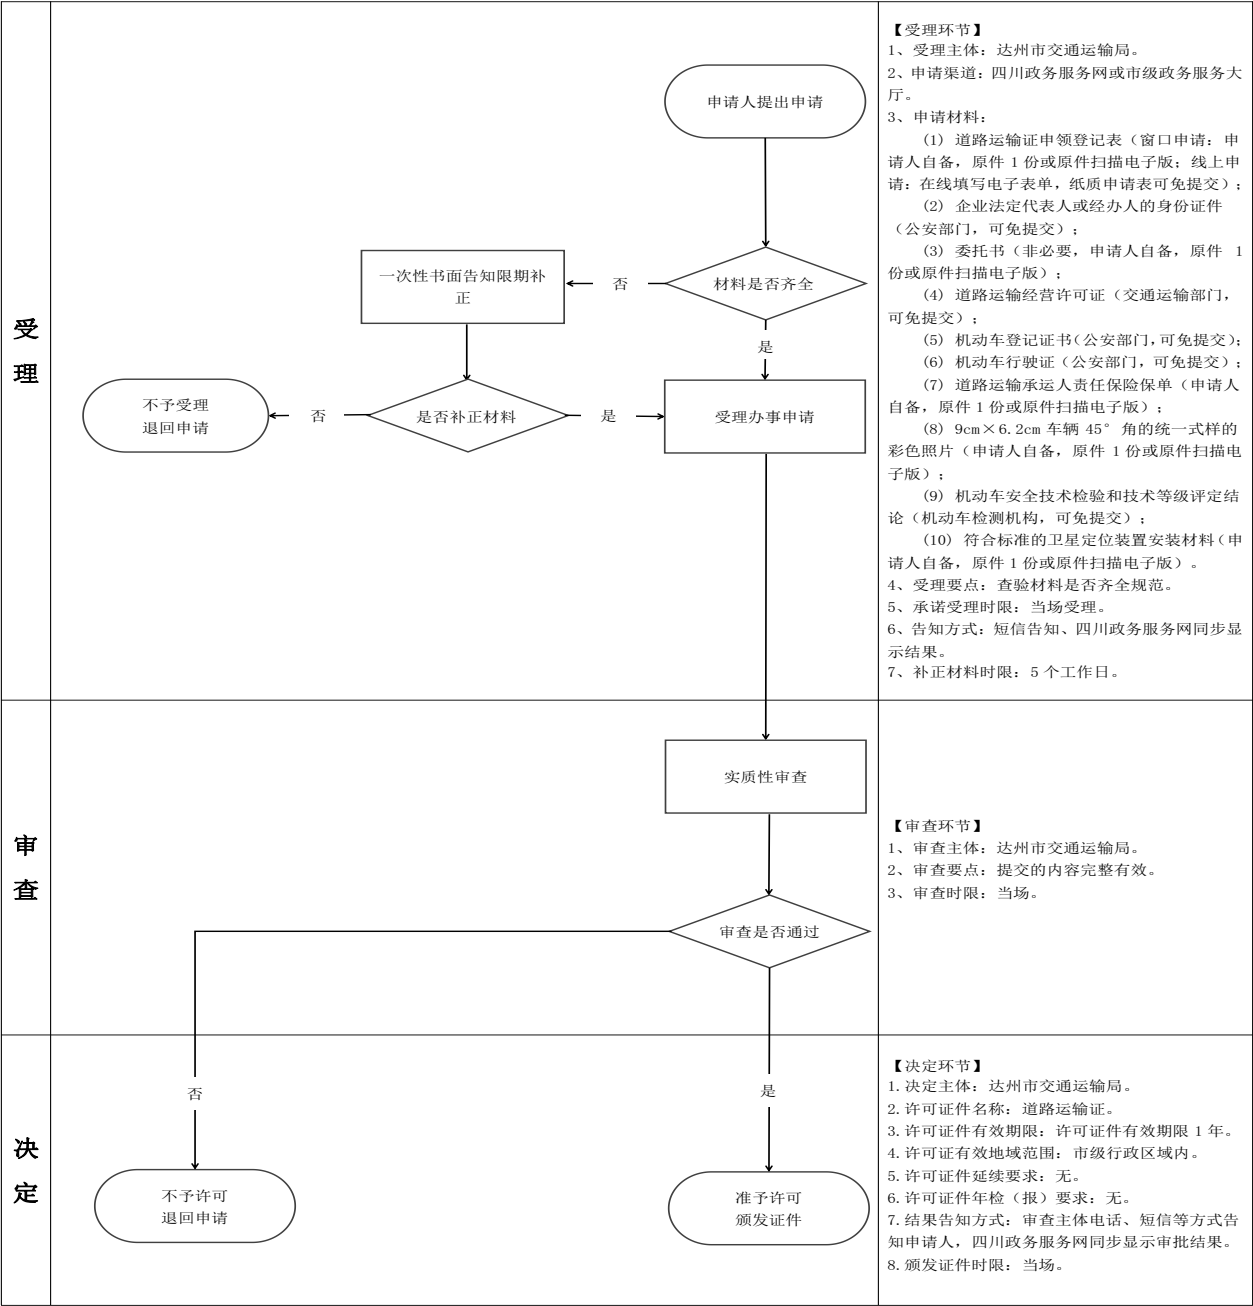 受
理
申请人提出申请
材料是否齐全
否
一次性书面告知限期补
正
是
是否补正材料
否
不予受理
退回申请
是
受理办事申请
【受理环节】
1、受理主体：达州市交通运输局。
2、申请渠道：四川政务服务网或市级政务服务大
厅。
3、申请材料：
（1）道路运输证申领登记表（窗口申请：申
请人自备，原件 1 份或原件扫描电子版；线上申
请：在线填写电子表单，纸质申请表可免提交）；
（2）企业法定代表人或经办人的身份证件
（公安部门，可免提交）；
（3）委托书（非必要，申请人自备，原件 1
份或原件扫描电子版）；
（4）道路运输经营许可证（交通运输部门，
可免提交）；
（5）机动车登记证书（公安部门，可免提交）；
（6）机动车行驶证（公安部门，可免提交）；
（7）道路运输承运人责任保险保单（申请人
自备，原件 1 份或原件扫描电子版）；
（8）9cm×6.2cm 车辆 45° 角的统一式样的
彩色照片（申请人自备，原件 1 份或原件扫描电
子版）；
（9）机动车安全技术检验和技术等级评定结
论（机动车检测机构，可免提交）；
（10）符合标准的卫星定位装置安装材料（申
请人自备，原件 1 份或原件扫描电子版）。
4、受理要点：查验材料是否齐全规范。
5、承诺受理时限：当场受理。
6、告知方式：短信告知、四川政务服务网同步显
示结果。
7、补正材料时限：5 个工作日。
审
查
实质性审查
审查是否通过
【审查环节】
1、审查主体：达州市交通运输局。
2、审查要点：提交的内容完整有效。
3、审查时限：当场。
决
定
否
是
不予许可
退回申请
准予许可
颁发证件
【决定环节】
1.决定主体：达州市交通运输局。
2.许可证件名称：道路运输证。
3.许可证件有效期限：许可证件有效期限 1 年。
4.许可证有效地域范围：市级行政区域内。
5.许可证件延续要求：无。
6.许可证件年检（报）要求：无。
7.结果告知方式：审查主体电话、短信等方式告
知申请人，四川政务服务网同步显示审批结果。
8.颁发证件时限：当场。